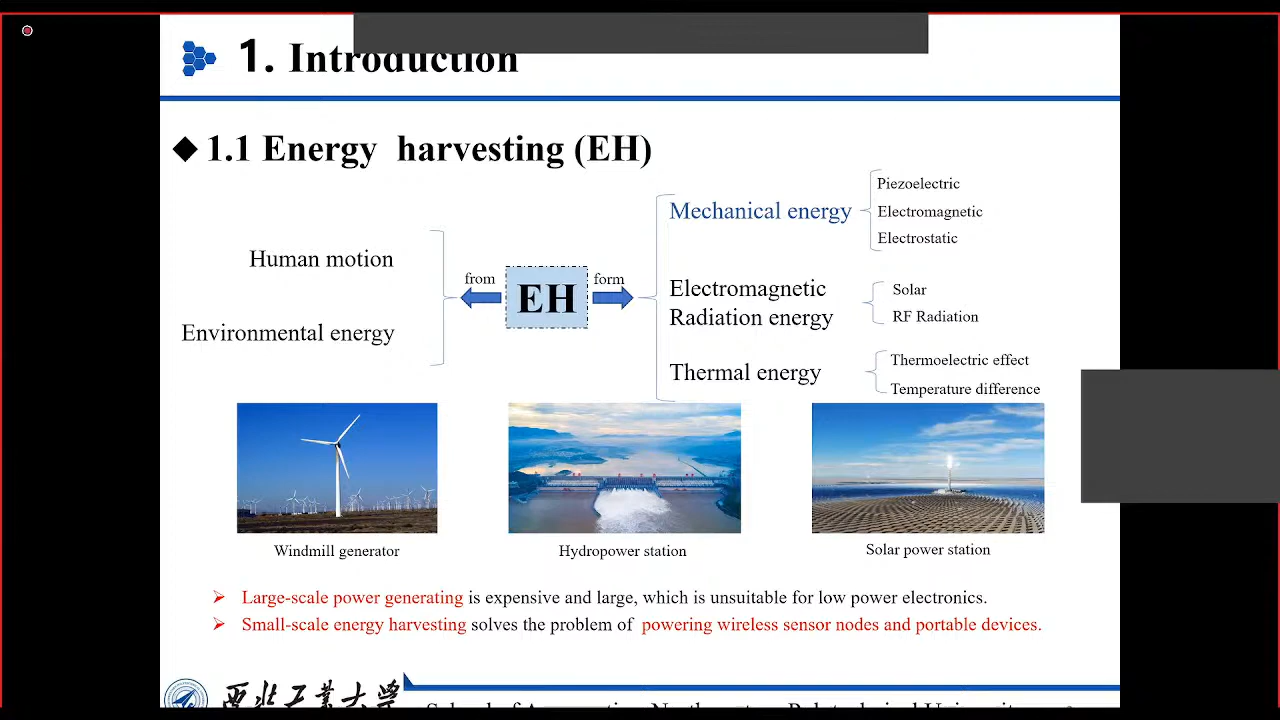 1. Introduction
◆ 1.1 Energy harvesting (EH)
Human motion
Environmental energy
from
EH
form
Mechanical energy
Piezoelectric
Electromagnetic
Electrostatic
Electromagnetic
Radiation energy
Solar
RF Radiation
Thermal energy
Thermoelectric effect
Temperature difference
Windmill generator
Hydropower station
Solar power station
Large-scale power generating is expensive and large, which is unsuitable for low power electronics.
Small-scale energy harvesting solves the problem of powering wireless sensor nodes and portable devices.
西北工业大学